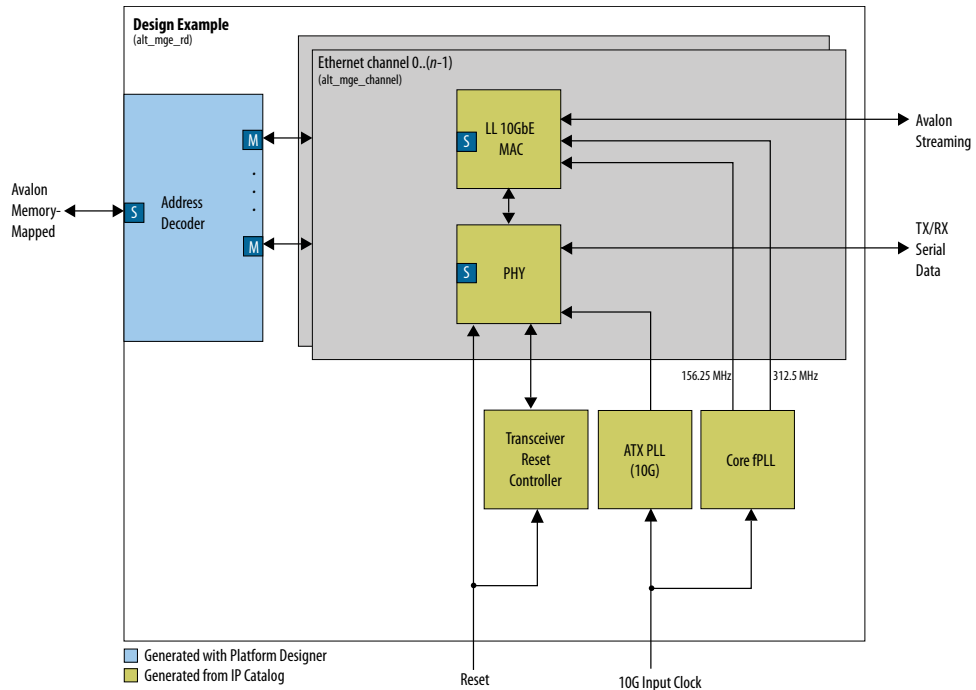 Design Example
(alt_mge_rd)
Ethernet channel 0..(n-1)
(alt_mge_channel)
LL 10GbE
MAC
S
Avalon
Streaming
M
.
.
.
M
Address
Decoder
S
Avalon
Memory-
Mapped
PHY
S
TX/RX
Serial
Data
156.25 MHz
312.5 MHz
Transceiver
Reset
Controller
ATX PLL
(10G)
Core fPLL
Generated with Platform Designer
Generated from IP Catalog
Reset
10G Input Clock